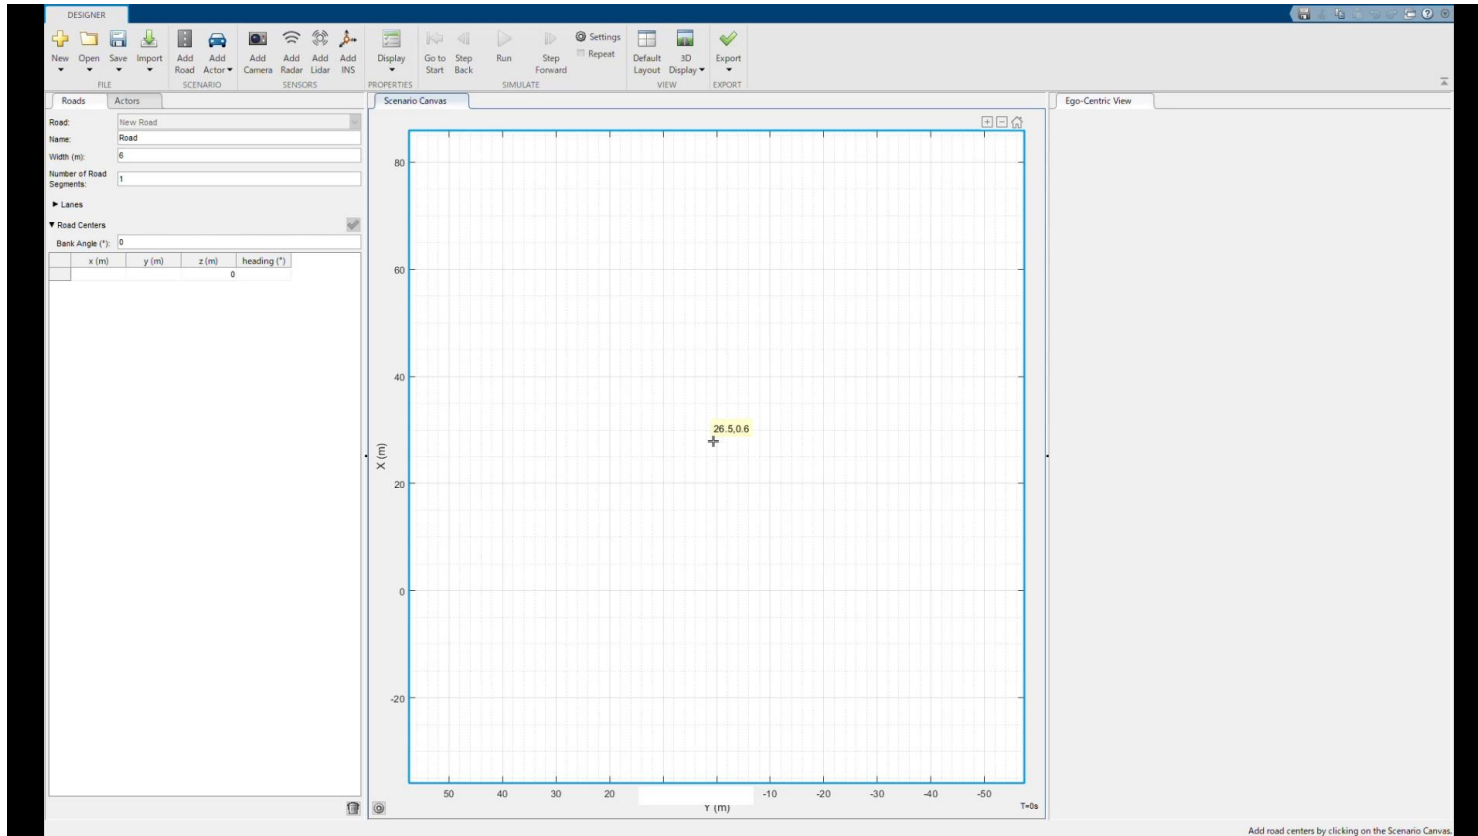 DESIGNER
New Open Save Import Add Road Add Actor Add Camera Add Radar Add Lidar Add INS Display Go to Start Step Back Run Step Forward Settings Repeat Default Layout 3D Display Export
FILE SCENARIO SENSORS PROPERTIES SIMULATE VIEW EXPORT
Roads Actors Scenario Canvas Ego-Centric View
Road: New Road
Name: Road
Width (m): 6
Number of Road Segments: 1
Lanes
Road Centers
Bank Angle (°): 0
x (m) y (m) z (m) heading (°)
0
80
60
40
26.5,0.6
X (m)
20
0
-20
50 40 30 20 -10 -20 -30 -40 -50
Y (m)
T=0s
Add road centers by clicking on the Scenario Canvas.